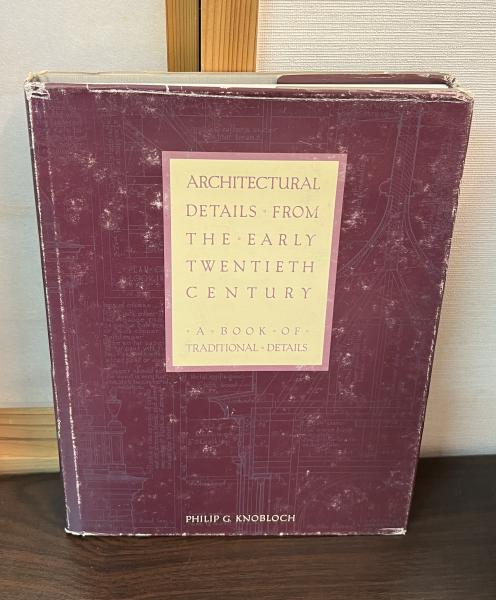 ARCHITECTURAL
DETAILS • FROM
THE • EARLY
TWENTIETH
CENTURY
• A • BOOK • OF •
TRADITIONAL • DETAILS
PHILIP G. KNOBLOCH